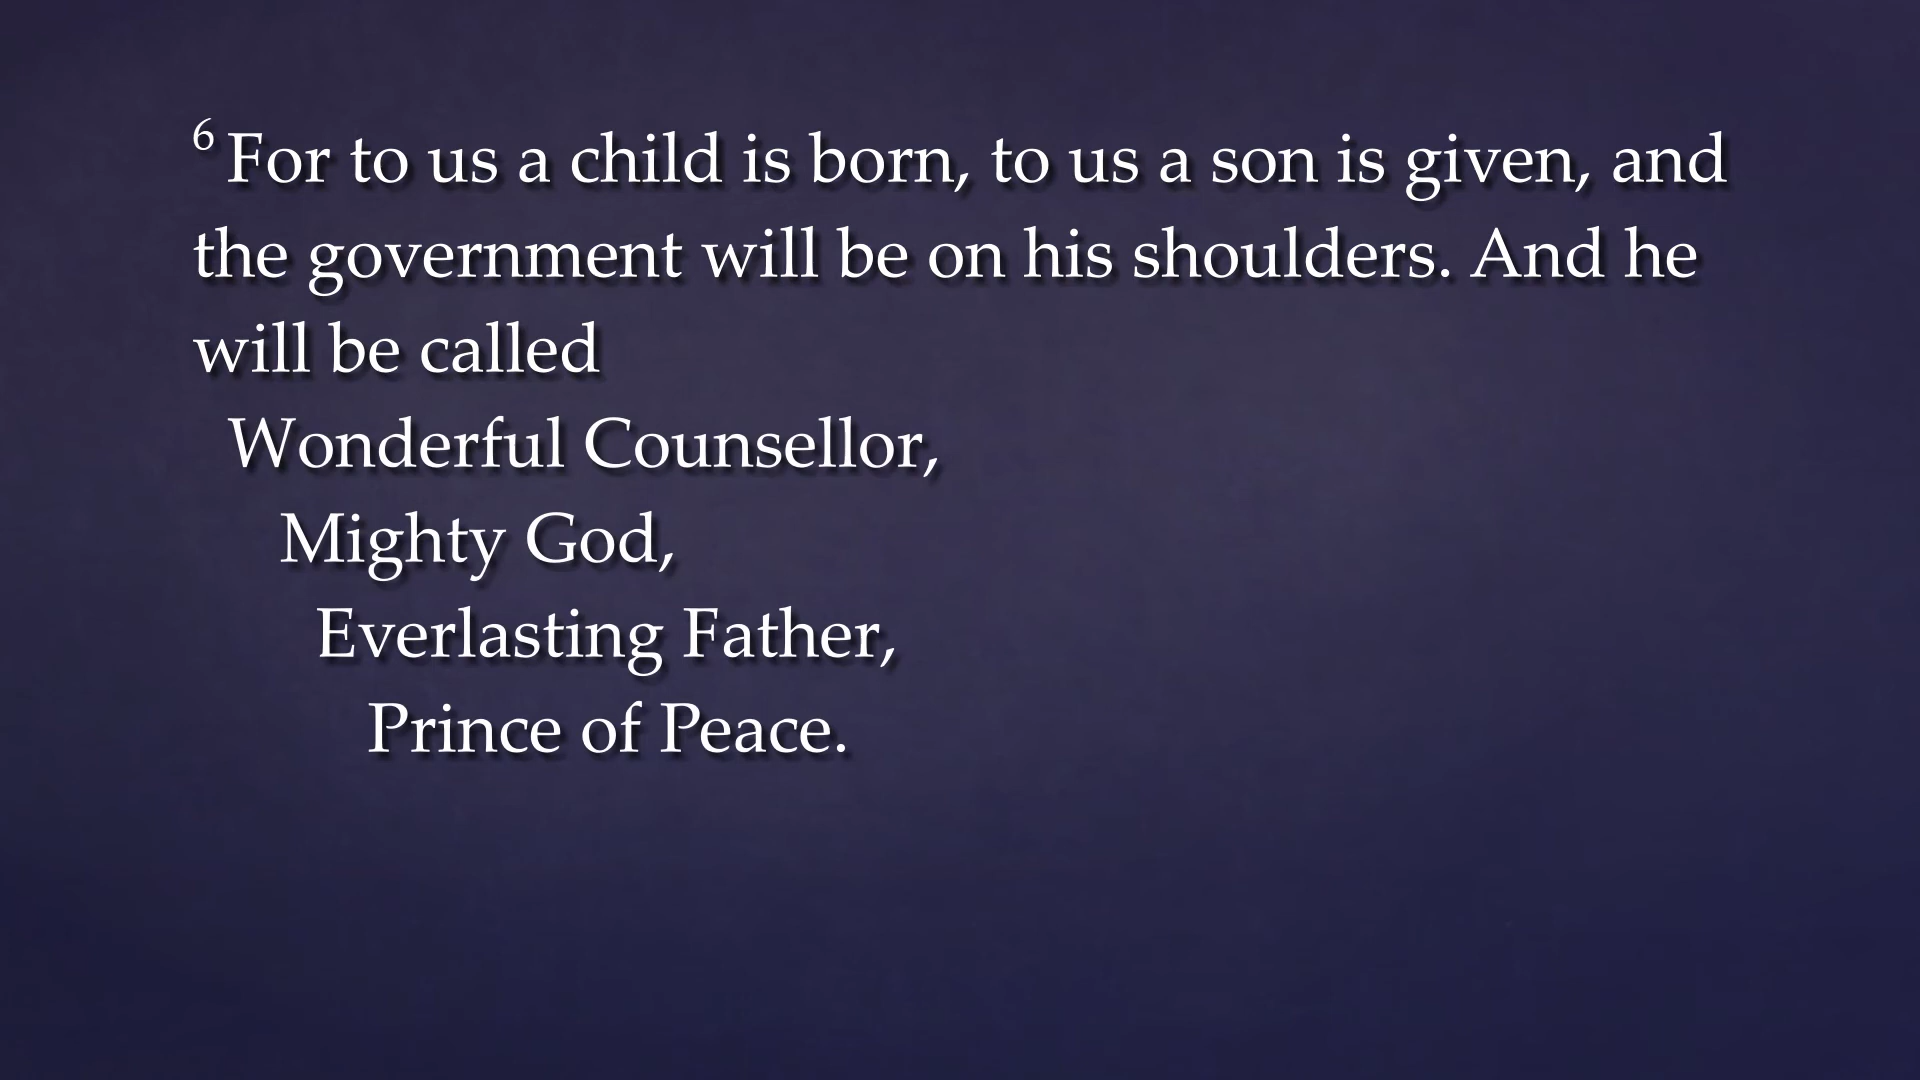 6 For to us a child is born, to us a son is given, and
the government will be on his shoulders. And he
will be called
Wonderful Counsellor,
Mighty God,
Everlasting Father,
Prince of Peace.